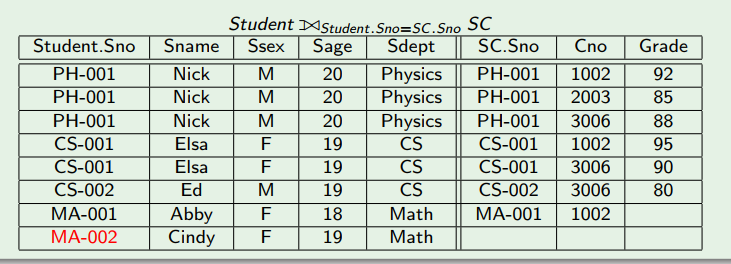 Student ⟕Student.Sno=SC.Sno SC
Student.Sno Sname Ssex Sage Sdept SC.Sno Cno Grade
PH-001 Nick M 20 Physics PH-001 1002 92
PH-001 Nick M 20 Physics PH-001 2003 85
PH-001 Nick M 20 Physics PH-001 3006 88
CS-001 Elsa F 19 CS CS-001 1002 95
CS-001 Elsa F 19 CS CS-001 3006 90
CS-002 Ed M 19 CS CS-002 3006 80
MA-001 Abby F 18 Math MA-001 1002
MA-002 Cindy F 19 Math